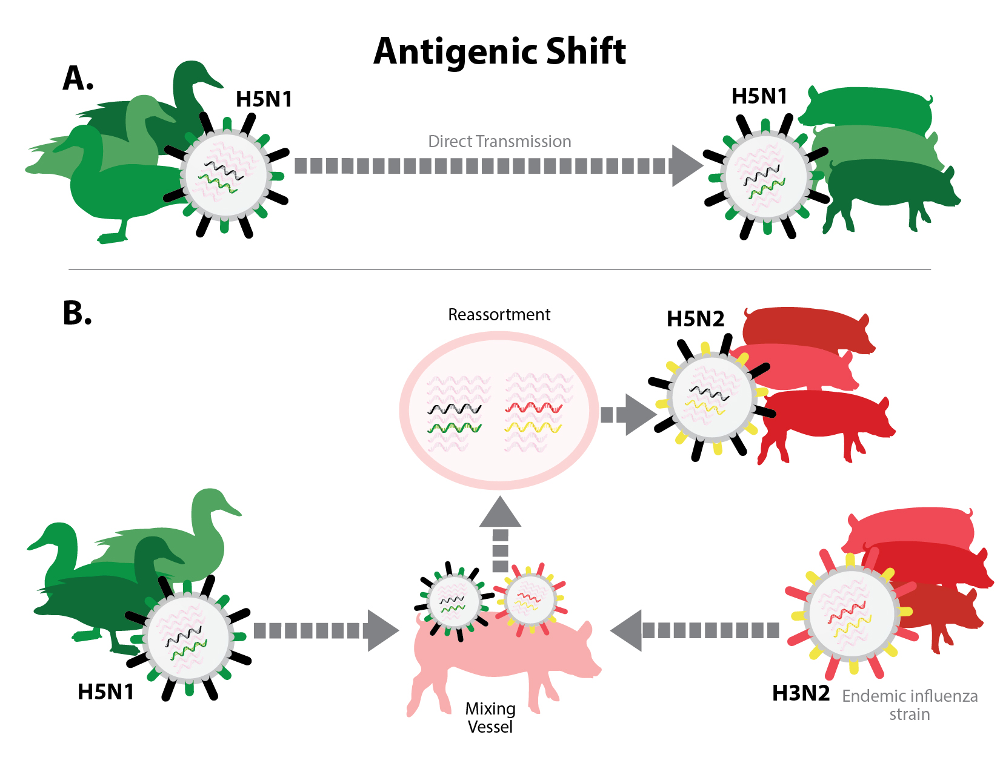 Antigenic Shift
A.
H5N1
Direct Transmission
H5N1
B.
Reassortment
H5N2
H5N1
Mixing
Vessel
H3N2
Endemic influenza
strain